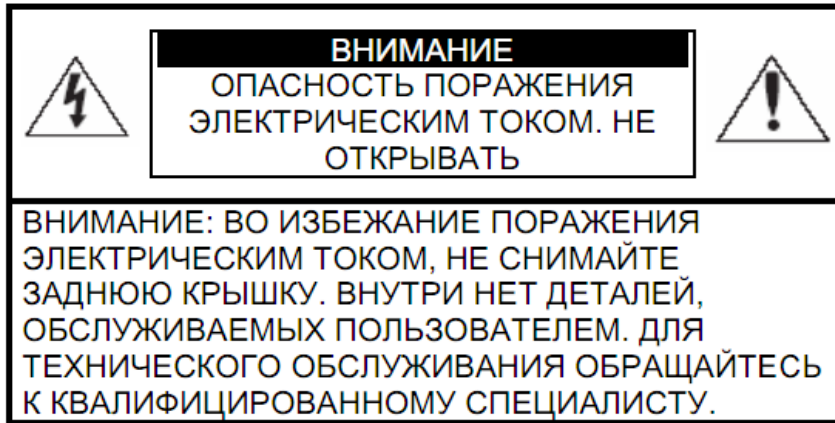 ВНИМАНИЕ
ОПАСНОСТЬ ПОРАЖЕНИЯ
ЭЛЕКТРИЧЕСКИМ ТОКОМ. НЕ
ОТКРЫВАТЬ
ВНИМАНИЕ: ВО ИЗБЕЖАНИЕ ПОРАЖЕНИЯ
ЭЛЕКТРИЧЕСКИМ ТОКОМ, НЕ СНИМАЙТЕ
ЗАДНЮЮ КРЫШКУ. ВНУТРИ НЕТ ДЕТАЛЕЙ,
ОБСЛУЖИВАЕМЫХ ПОЛЬЗОВАТЕЛЕМ. ДЛЯ
ТЕХНИЧЕСКОГО ОБСЛУЖИВАНИЯ ОБРАЩАЙТЕСЬ
К КВАЛИФИЦИРОВАННОМУ СПЕЦИАЛИСТУ.